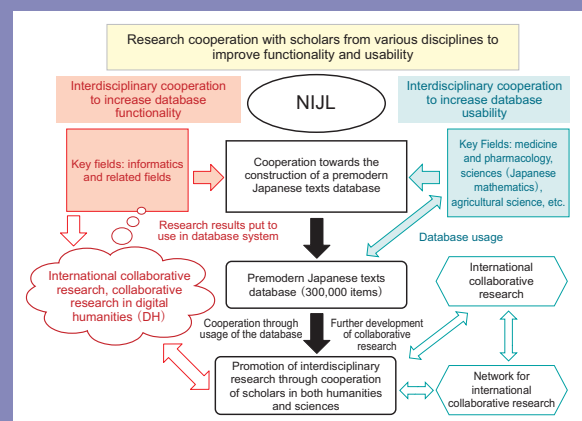 Research cooperation with scholars from various disciplines to
improve functionality and usability
Interdisciplinary cooperation
to increase database
functionality
NIJL
Interdisciplinary cooperation
to increase database
usability
Key fields: informatics
and related fields
Cooperation towards the
construction of a premodern
Japanese texts database
Key Fields: medicine
and pharmacology,
sciences (Japanese
mathematics),
agricultural science, etc.
Research results put to
use in database system
Database usage
International collaborative
research, collaborative
research in digital
humanities (DH)
Premodern Japanese texts
database (300,000 items)
International
collaborative
research
Cooperation through
usage of the database
Further development
of collaborative
research
Promotion of interdisciplinary
research through cooperation
of scholars in both humanities
and sciences
Network for
international
collaborative research